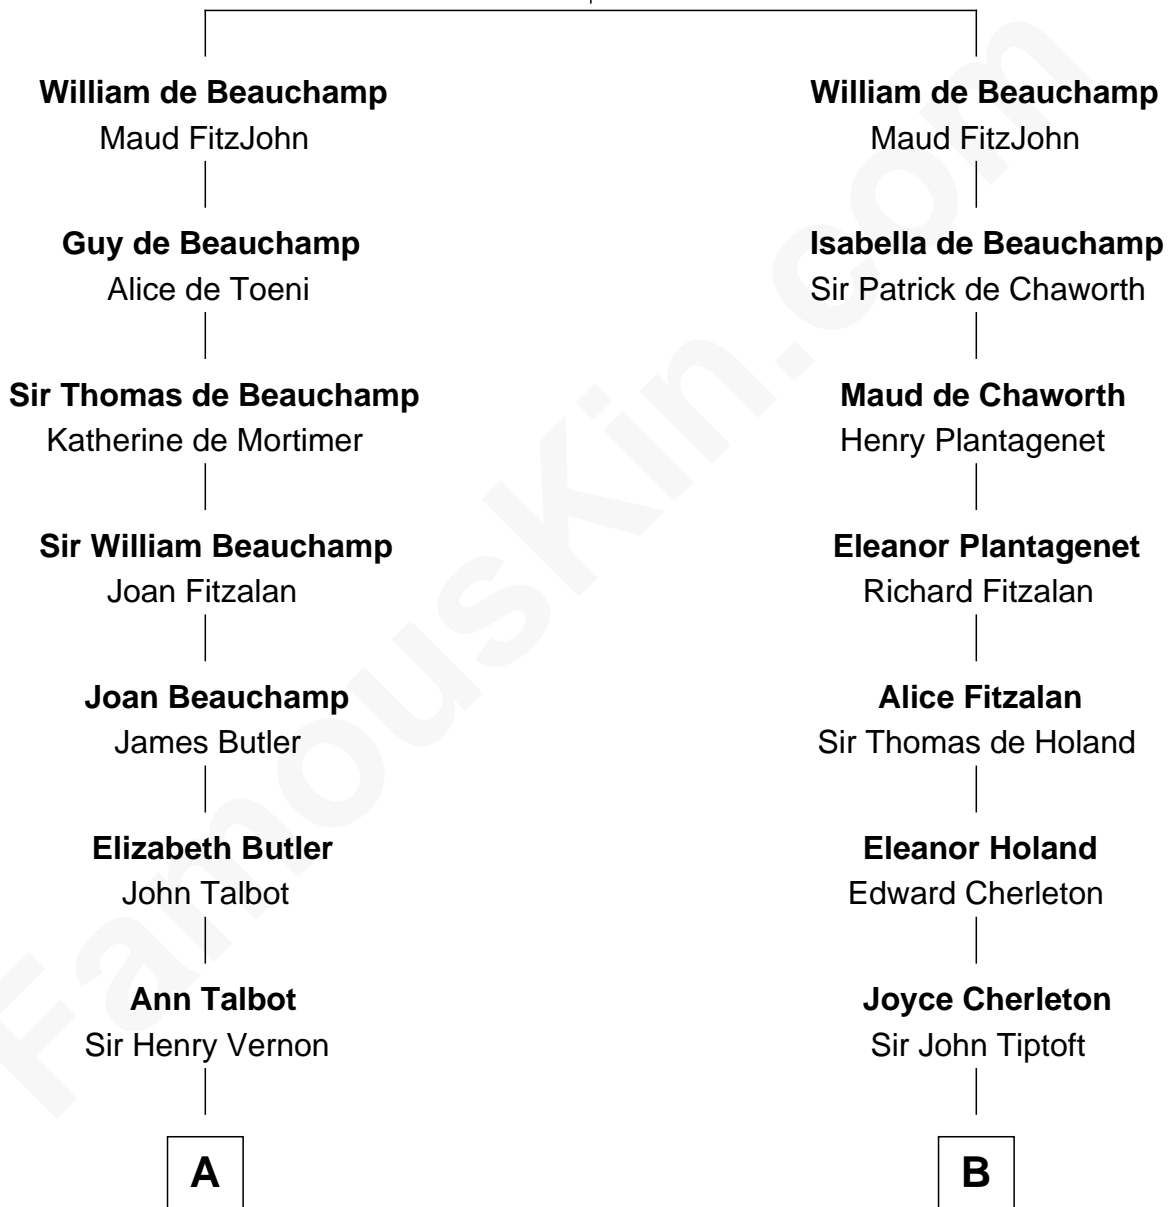 William de Beauchamp
Maud FitzJohn
Guy de Beauchamp
Alice de Toeni
Sir Thomas de Beauchamp
Katherine de Mortimer
Sir William Beauchamp
Joan Fitzalan
Joan Beauchamp
James Butler
Elizabeth Butler
John Talbot
Ann Talbot
Sir Henry Vernon
A
William de Beauchamp
Maud FitzJohn
Isabella de Beauchamp
Sir Patrick de Chaworth
Maud de Chaworth
Henry Plantagenet
Eleanor Plantagenet
Richard Fitzalan
Alice Fitzalan
Sir Thomas de Holand
Eleanor Holand
Edward Cherleton
Joyce Cherleton
Sir John Tiptoft
B
FamousKin.com